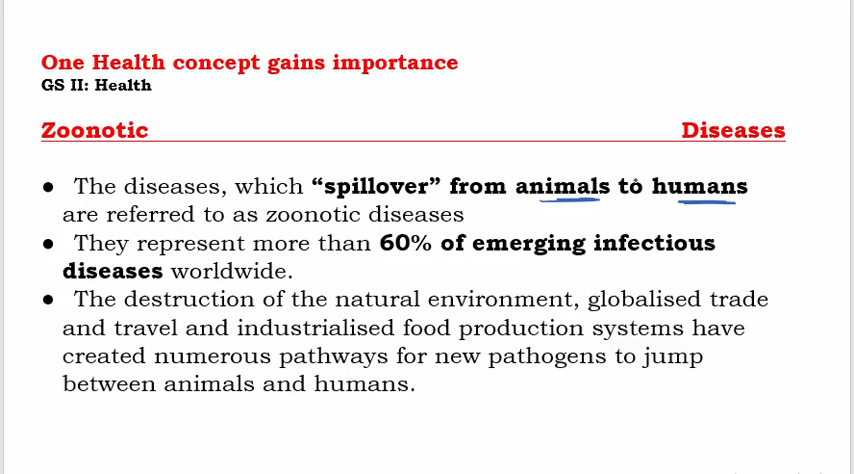 One Health concept gains importance
GS II: Health
Zoonotic Diseases
● The diseases, which “spillover” from animals to humans
are referred to as zoonotic diseases
● They represent more than 60% of emerging infectious
diseases worldwide.
● The destruction of the natural environment, globalised trade
and travel and industrialised food production systems have
created numerous pathways for new pathogens to jump
between animals and humans.